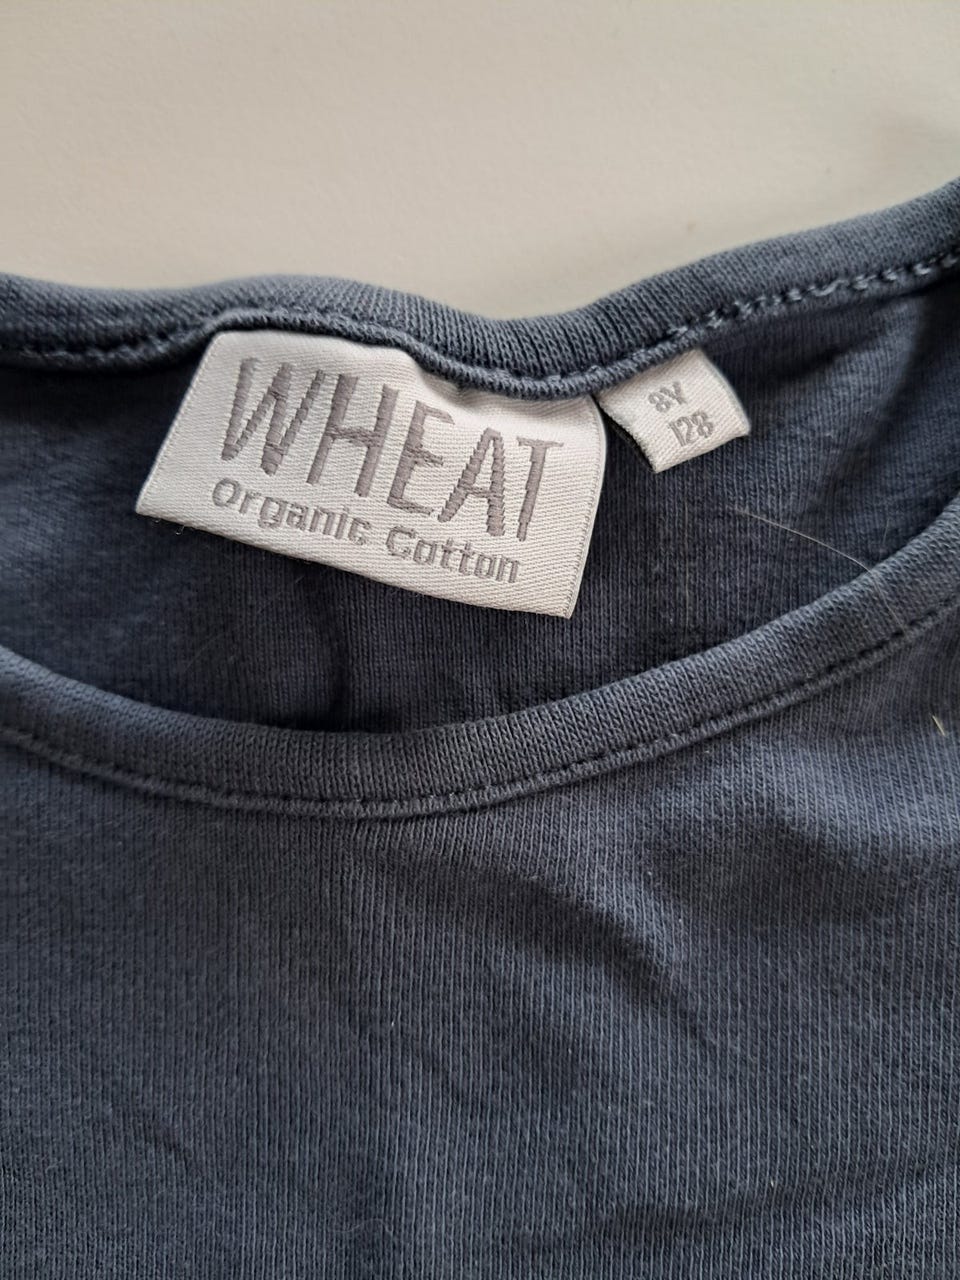 WHEAT
Organic Cotton
8Y
128